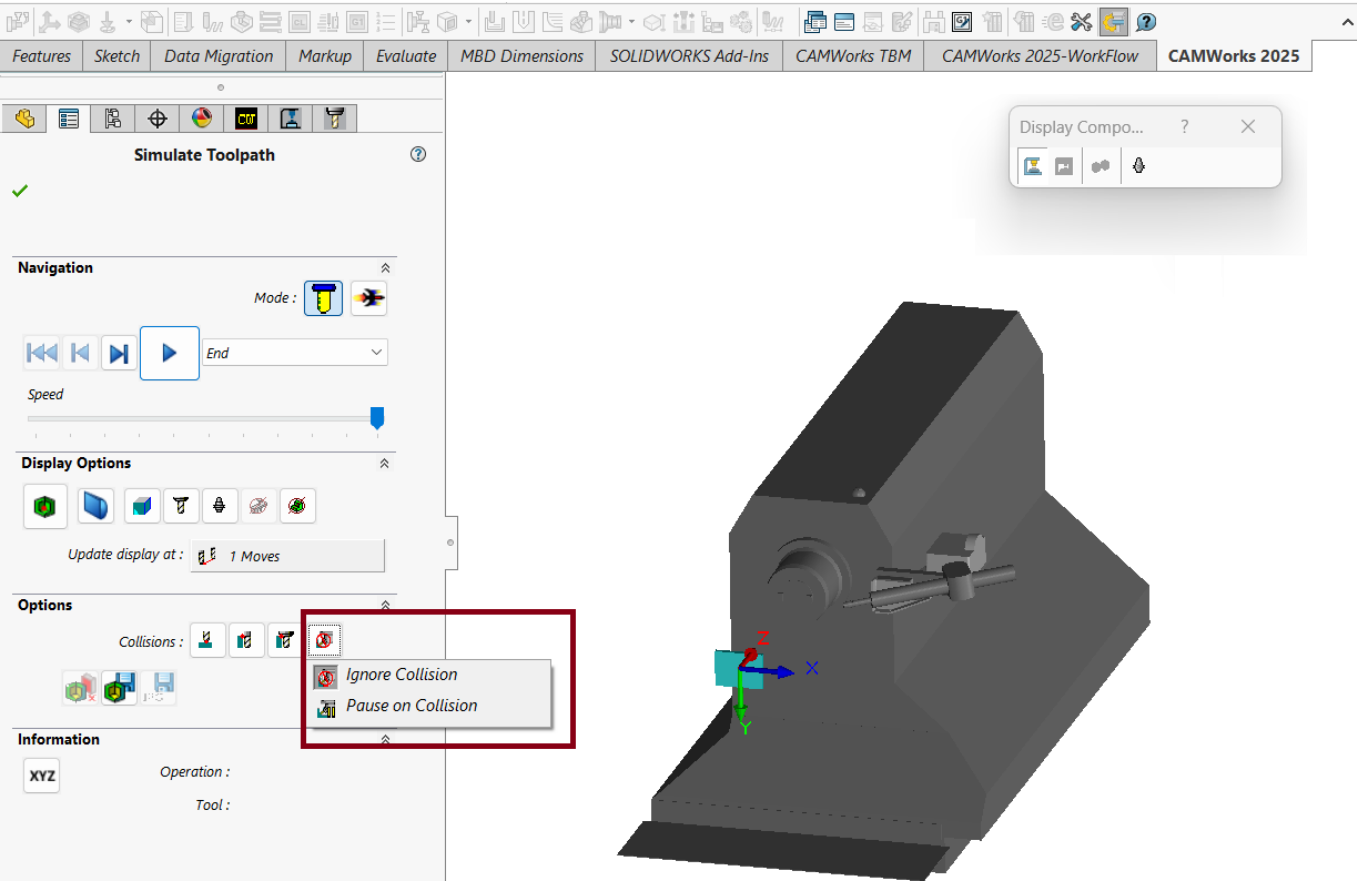 Features Sketch Data Migration Markup Evaluate MBD Dimensions SOLIDWORKS Add-Ins CAMWorks TBM CAMWorks 2025-WorkFlow CAMWorks 2025
Display Compo... ?
CW
Simulate Toolpath ?
Navigation
Mode :
End
Speed
Display Options
Update display at : 1 Moves
Options
Collisions :
Ignore Collision
Pause on Collision
Information
XYZ Operation :
Tool :
Z
X
Y